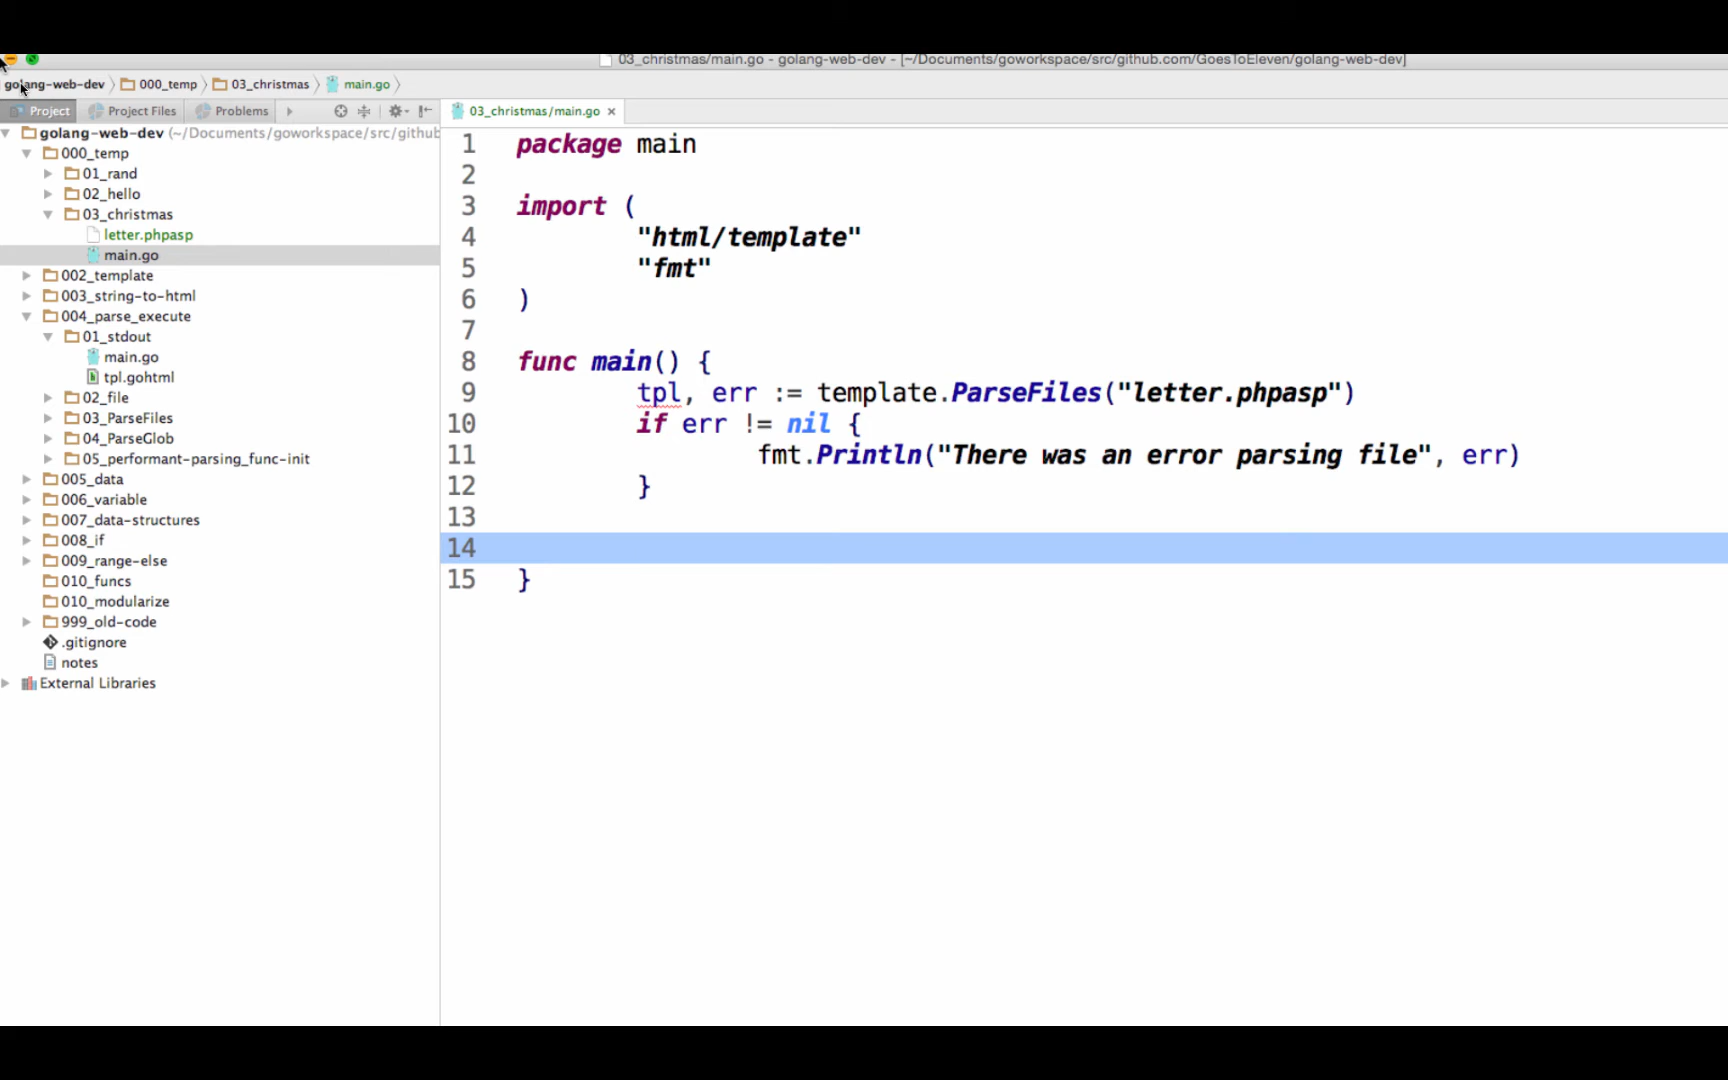 03_christmas/main.go - golang-web-dev - [~/Documents/goworkspace/src/github.com/GoesToEleven/golang-web-dev]
golang-web-dev 000_temp 03_christmas main.go
Project Project Files Problems
03_christmas/main.go
golang-web-dev (~/Documents/goworkspace/src/github
000_temp
01_rand
02_hello
03_christmas
letter.phpasp
main.go
002_template
003_string-to-html
004_parse_execute
01_stdout
main.go
tpl.gohtml
02_file
03_ParseFiles
04_ParseGlob
05_performant-parsing_func-init
005_data
006_variable
007_data-structures
008_if
009_range-else
010_funcs
010_modularize
999_old-code
.gitignore
notes
External Libraries
1 package main
2
3 import (
4 "html/template"
5 "fmt"
6 )
7
8 func main() {
9 tpl, err := template.ParseFiles("letter.phpasp")
10 if err != nil {
11 fmt.Println("There was an error parsing file", err)
12 }
13
14
15 }